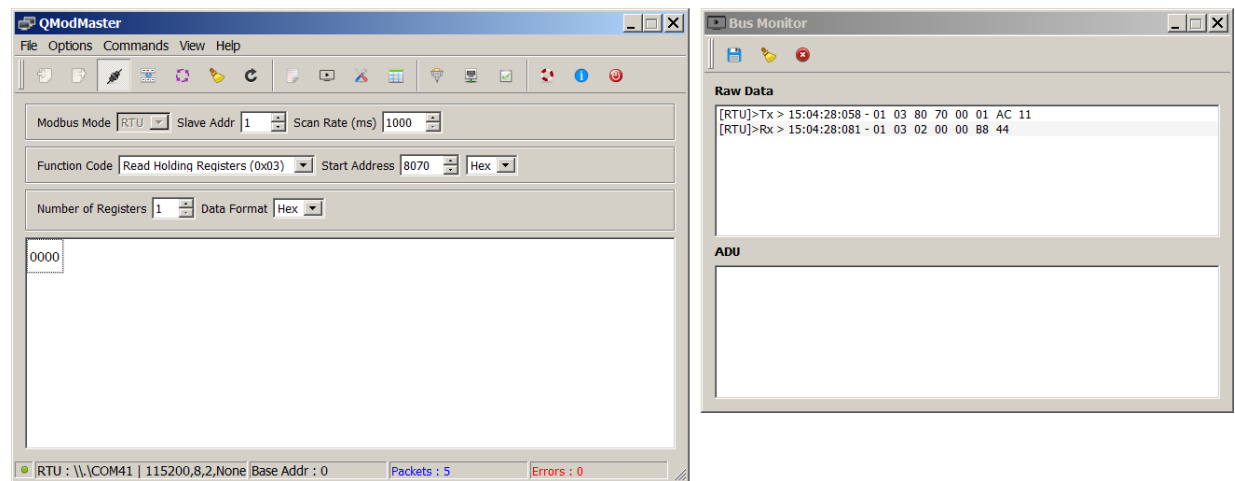 QModMaster
File Options Commands View Help
Modbus Mode RTU Slave Addr 1 Scan Rate (ms) 1000
Function Code Read Holding Registers (0x03) Start Address 8070 Hex
Number of Registers 1 Data Format Hex
0000
RTU : \\.\COM41 | 115200,8,2,None Base Addr : 0 Packets : 5 Errors : 0
Bus Monitor
Raw Data
[RTU]>Tx > 15:04:28:058 - 01 03 80 70 00 01 AC 11
[RTU]>Rx > 15:04:28:081 - 01 03 02 00 00 B8 44
ADU